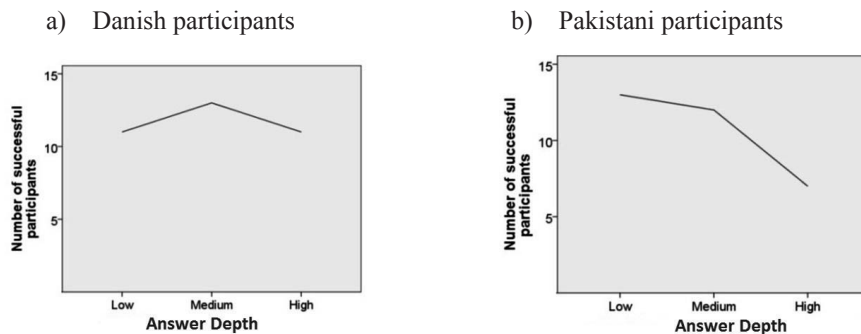 a) Danish participants
15
10
5
Number of successful
participants
Low Medium High
Answer Depth
b) Pakistani participants
15
10
5
Number of successful
participants
Low Medium High
Answer Depth